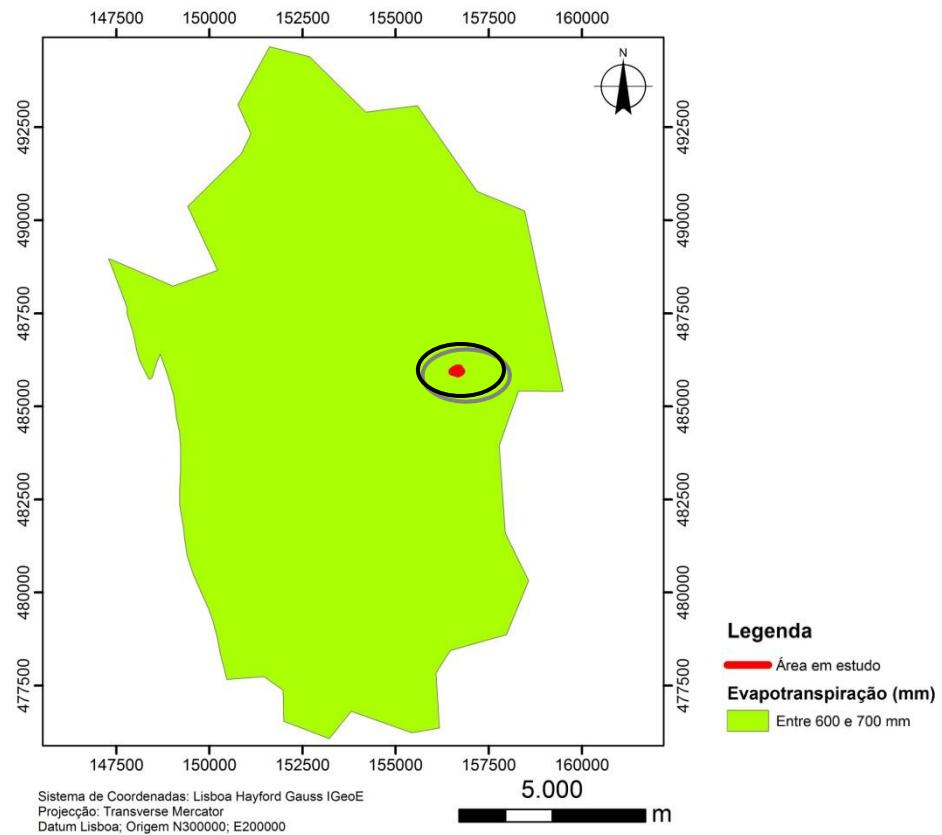 147500 150000 152500 155000 157500 160000
N
492500 492500
490000 490000
487500 487500
485000 485000
482500 482500
480000 480000
477500 477500
147500 150000 152500 155000 157500 160000
Legenda
Área em estudo
Evapotranspiração (mm)
Entre 600 e 700 mm
5.000
m
Sistema de Coordenadas: Lisboa Hayford Gauss IGeoE
Projecção: Transverse Mercator
Datum Lisboa; Origem N300000; E200000